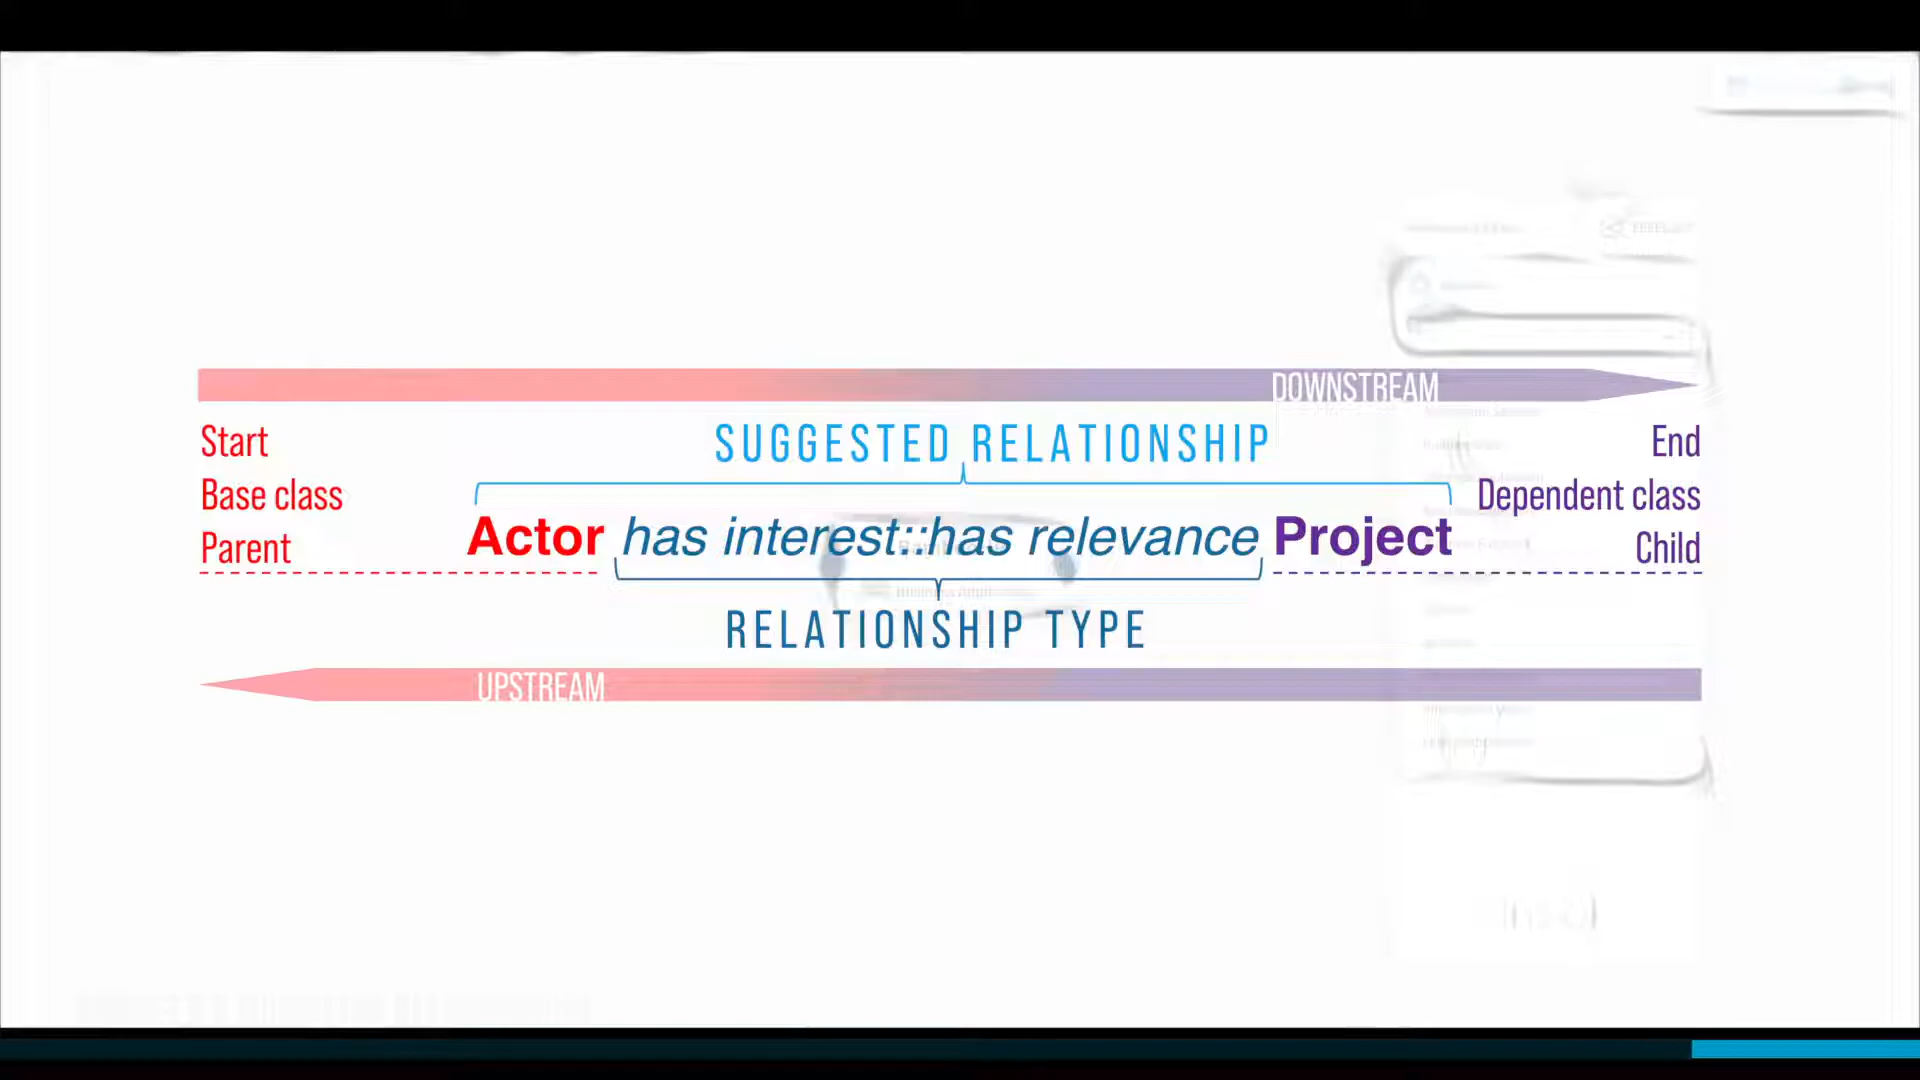 DOWNSTREAM
Start
SUGGESTED RELATIONSHIP
End
Base class
Dependent class
Actor has interest::has relevance Project
Parent
Child
RELATIONSHIP TYPE
UPSTREAM